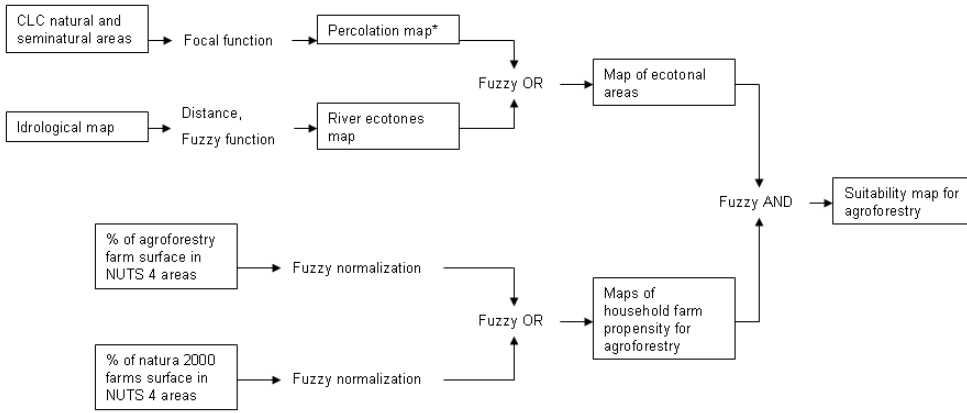 CLC natural and
seminatural areas
Focal function
Percolation map*
Fuzzy OR
Map of ecotonal
areas
Idrological map
Distance,
Fuzzy function
River ecotones
map
Fuzzy AND
Suitability map for
agroforestry
% of agroforestry
farm surface in
NUTS 4 areas
Fuzzy normalization
Fuzzy OR
Maps of
household farm
propensity for
agroforestry
% of natura 2000
farms surface in
NUTS 4 areas
Fuzzy normalization